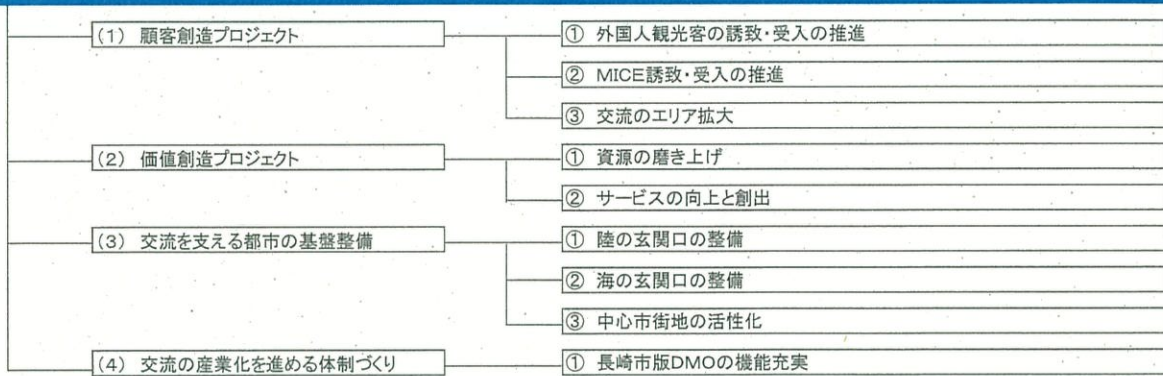 (1) 顧客創造プロジェクト
① 外国人観光客の誘致・受入の推進
② MICE誘致・受入の推進
③ 交流のエリア拡大
(2) 価値創造プロジェクト
① 資源の磨き上げ
② サービスの向上と創出
(3) 交流を支える都市の基盤整備
① 陸の玄関口の整備
② 海の玄関口の整備
③ 中心市街地の活性化
(4) 交流の産業化を進める体制づくり
① 長崎市版DMOの機能充実